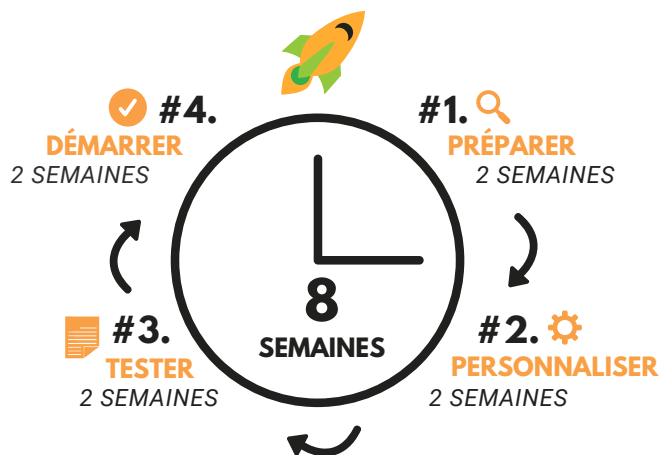 #1.
PRÉPARER
2 SEMAINES
#2.
PERSONNALISER
2 SEMAINES
#3.
TESTER
2 SEMAINES
#4.
DÉMARRER
2 SEMAINES
8
SEMAINES